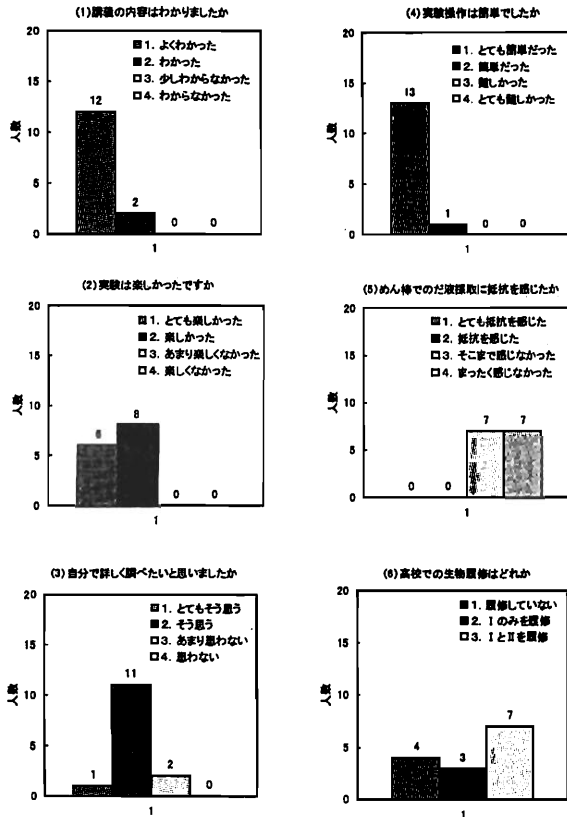 (1)講義の内容はわかりましたか
20
15
10
5
0
人数
1. よくわかった
2. わかった
3. 少しわからなかった
4. わからなかった
12
2
0
0
1
(4)実験操作は簡単でしたか
20
15
10
5
0
人数
1. とても簡単だった
2. 簡単だった
3. 難しかった
4. とても難しかった
13
1
0
0
1
(2)実験は楽しかったですか
20
15
10
5
0
人数
1. とても楽しかった
2. 楽しかった
3. あまり楽しくなかった
4. 楽しくなかった
6
8
0
0
1
(5)めん棒でのだ液採取に抵抗を感じたか
20
15
10
5
0
人数
1. とても抵抗を感じた
2. 抵抗を感じた
3. そこまで感じなかった
4. まったく感じなかった
0
0
7
7
1
(3)自分で詳しく調べたいと思いましたか
20
15
10
5
0
人数
1. とてもそう思う
2. そう思う
3. あまり思わない
4. 思わない
1
11
2
0
1
(6)高校での生物履修はどれか
20
15
10
5
0
人数
1. 履修していない
2. Ⅰのみを履修
3. ⅠとⅡを履修
4
3
7
1